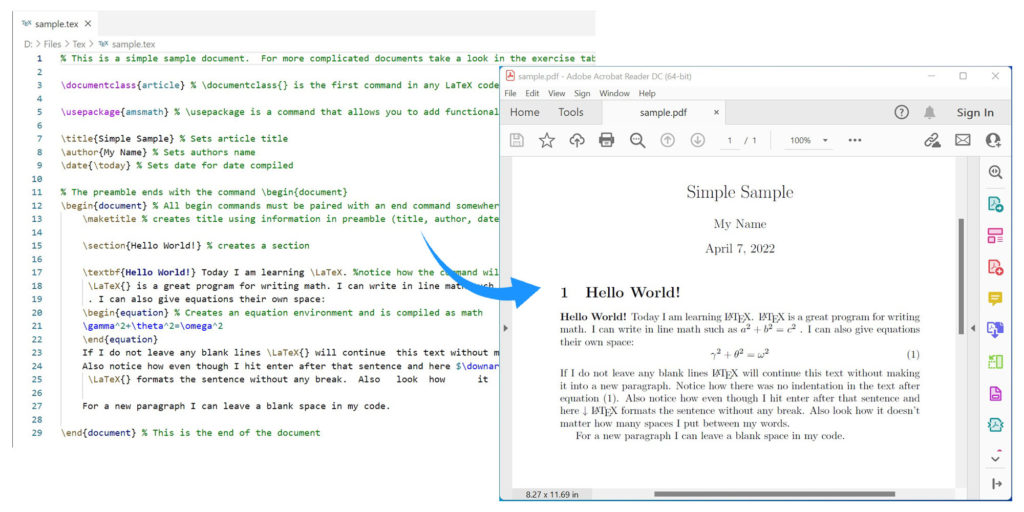 sample.tex ×
D: > Files > Tex > TEX sample.tex
1 % This is a simple sample document.  For more complicated documents take a look in the exercise tab
2
3 \documentclass{article} % \documentclass{} is the first command in any LaTeX code
4
5 \usepackage{amsmath} % \usepackage is a command that allows you to add functional
6
7 \title{Simple Sample} % Sets article title
8 \author{My Name} % Sets authors name
9 \date{\today} % Sets date for date compiled
10
11 % The preamble ends with the command \begin{document}
12 \begin{document} % All begin commands must be paired with an end command somewher
13 \maketitle % creates title using information in preamble (title, author, date
14
15 \section{Hello World!} % creates a section
16
17 \textbf{Hello World!} Today I am learning \LaTeX. %notice how the command wil
18 \LaTeX{} is a great program for writing math. I can write in line math such
19 . I can also give equations their own space:
20 \begin{equation} % Creates an equation environment and is compiled as math
21 \gamma^2+\theta^2=\omega^2
22 \end{equation}
23 If I do not leave any blank lines \LaTeX{} will continue  this text without m
24 Also notice how even though I hit enter after that sentence and here $\downar
25 \LaTeX{} formats the sentence without any break.  Also   look  how     it
26
27 For a new paragraph I can leave a blank space in my code.
28
29 \end{document} % This is the end of the document
sample.pdf - Adobe Acrobat Reader DC (64-bit)
File Edit View Sign Window Help
Home Tools sample.pdf × Sign In
1 / 1 100%
Simple Sample
My Name
April 7, 2022
1 Hello World!
Hello World! Today I am learning LATEX. LATEX is a great program for writing
math. I can write in line math such as a² + b² = c² . I can also give equations
their own space:
γ² + θ² = ω² (1)
If I do not leave any blank lines LATEX will continue this text without making
it into a new paragraph. Notice how there was no indentation in the text after
equation (1). Also notice how even though I hit enter after that sentence and
here ↓ LATEX formats the sentence without any break. Also look how it doesn't
matter how many spaces I put between my words.
For a new paragraph I can leave a blank space in my code.
8.27 x 11.69 in